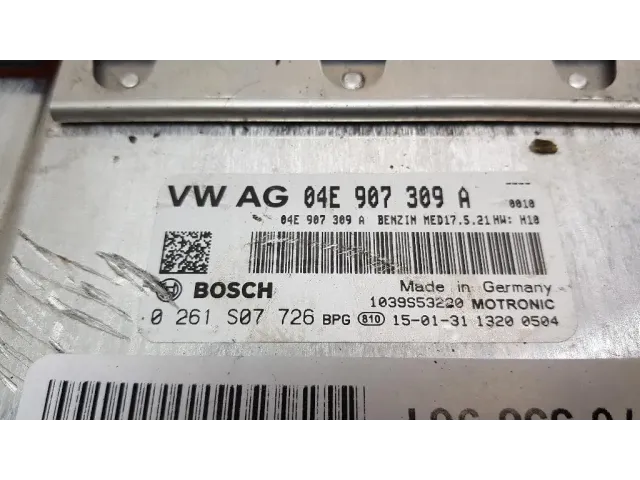 VW AG 04E 907 309 A
----
0010
04E 907 309 A BENZIN MED17.5.21 HW: H10
BOSCH
Made in Germany
1039S53220 MOTRONIC
0 261 S07 726 BPG 810 15-01-31 1320 0504